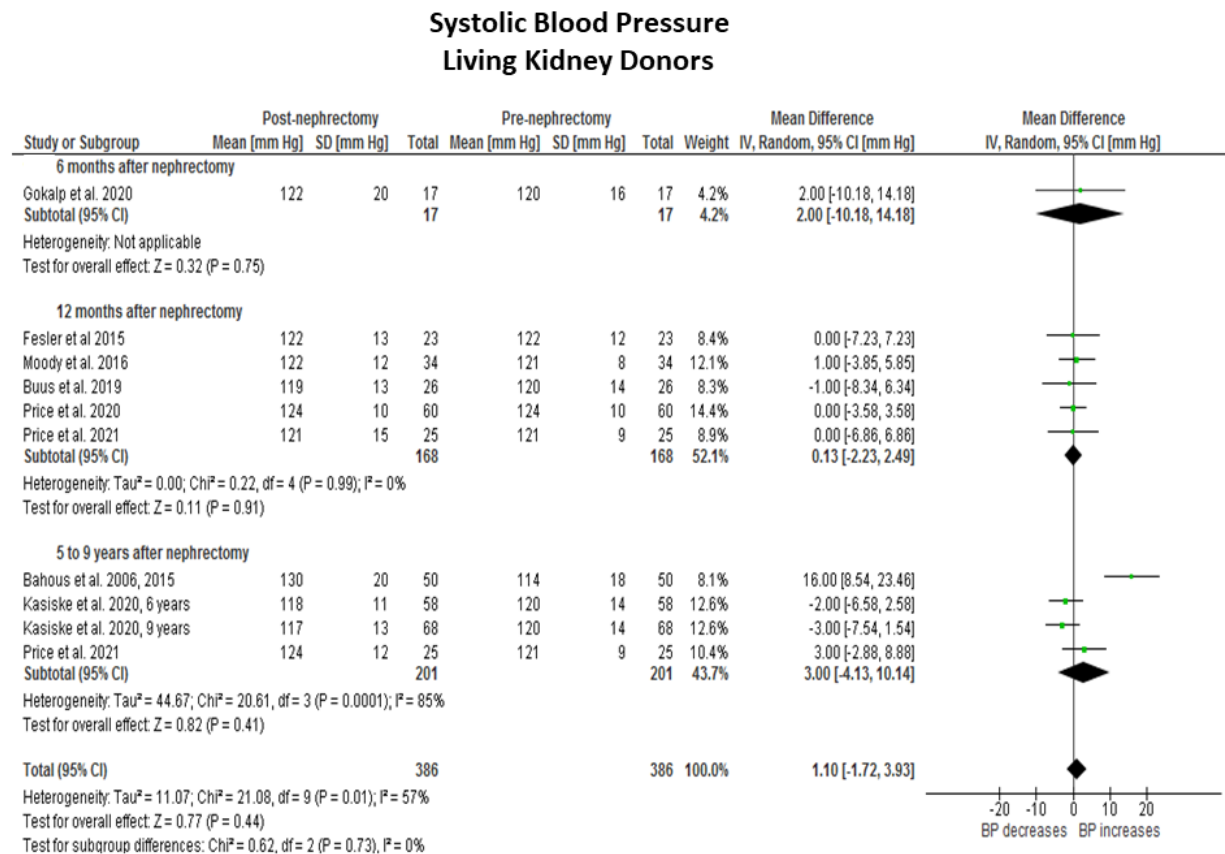 Systolic Blood Pressure
Living Kidney Donors
Post-nephrectomy Pre-nephrectomy Mean Difference Mean Difference
Study or Subgroup Mean [mm Hg] SD [mm Hg] Total Mean [mm Hg] SD [mm Hg] Total Weight IV, Random, 95% CI [mm Hg] IV, Random, 95% CI [mm Hg]
6 months after nephrectomy
Gokalp et al. 2020 122 20 17 120 16 17 4.2% 2.00 [-10.18, 14.18]
Subtotal (95% CI) 17 17 4.2% 2.00 [-10.18, 14.18]
Heterogeneity: Not applicable
Test for overall effect: Z = 0.32 (P = 0.75)
12 months after nephrectomy
Fesler et al 2015 122 13 23 122 12 23 8.4% 0.00 [-7.23, 7.23]
Moody et al. 2016 122 12 34 121 8 34 12.1% 1.00 [-3.85, 5.85]
Buus et al. 2019 119 13 26 120 14 26 8.3% -1.00 [-8.34, 6.34]
Price et al. 2020 124 10 60 124 10 60 14.4% 0.00 [-3.58, 3.58]
Price et al. 2021 121 15 25 121 9 25 8.9% 0.00 [-6.86, 6.86]
Subtotal (95% CI) 168 168 52.1% 0.13 [-2.23, 2.49]
Heterogeneity: Tau² = 0.00; Chi² = 0.22, df = 4 (P = 0.99); I² = 0%
Test for overall effect: Z = 0.11 (P = 0.91)
5 to 9 years after nephrectomy
Bahous et al. 2006, 2015 130 20 50 114 18 50 8.1% 16.00 [8.54, 23.46]
Kasiske et al. 2020, 6 years 118 11 58 120 14 58 12.6% -2.00 [-6.58, 2.58]
Kasiske et al. 2020, 9 years 117 13 68 120 14 68 12.6% -3.00 [-7.54, 1.54]
Price et al. 2021 124 12 25 121 9 25 10.4% 3.00 [-2.88, 8.88]
Subtotal (95% CI) 201 201 43.7% 3.00 [-4.13, 10.14]
Heterogeneity: Tau² = 44.67; Chi² = 20.61, df = 3 (P = 0.0001); I² = 85%
Test for overall effect: Z = 0.82 (P = 0.41)
Total (95% CI) 386 386 100.0% 1.10 [-1.72, 3.93]
Heterogeneity: Tau² = 11.07; Chi² = 21.08, df = 9 (P = 0.01); I² = 57%
Test for overall effect: Z = 0.77 (P = 0.44)
Test for subgroup differences: Chi² = 0.62, df = 2 (P = 0.73), I² = 0%
-20 -10 0 10 20
BP decreases BP increases